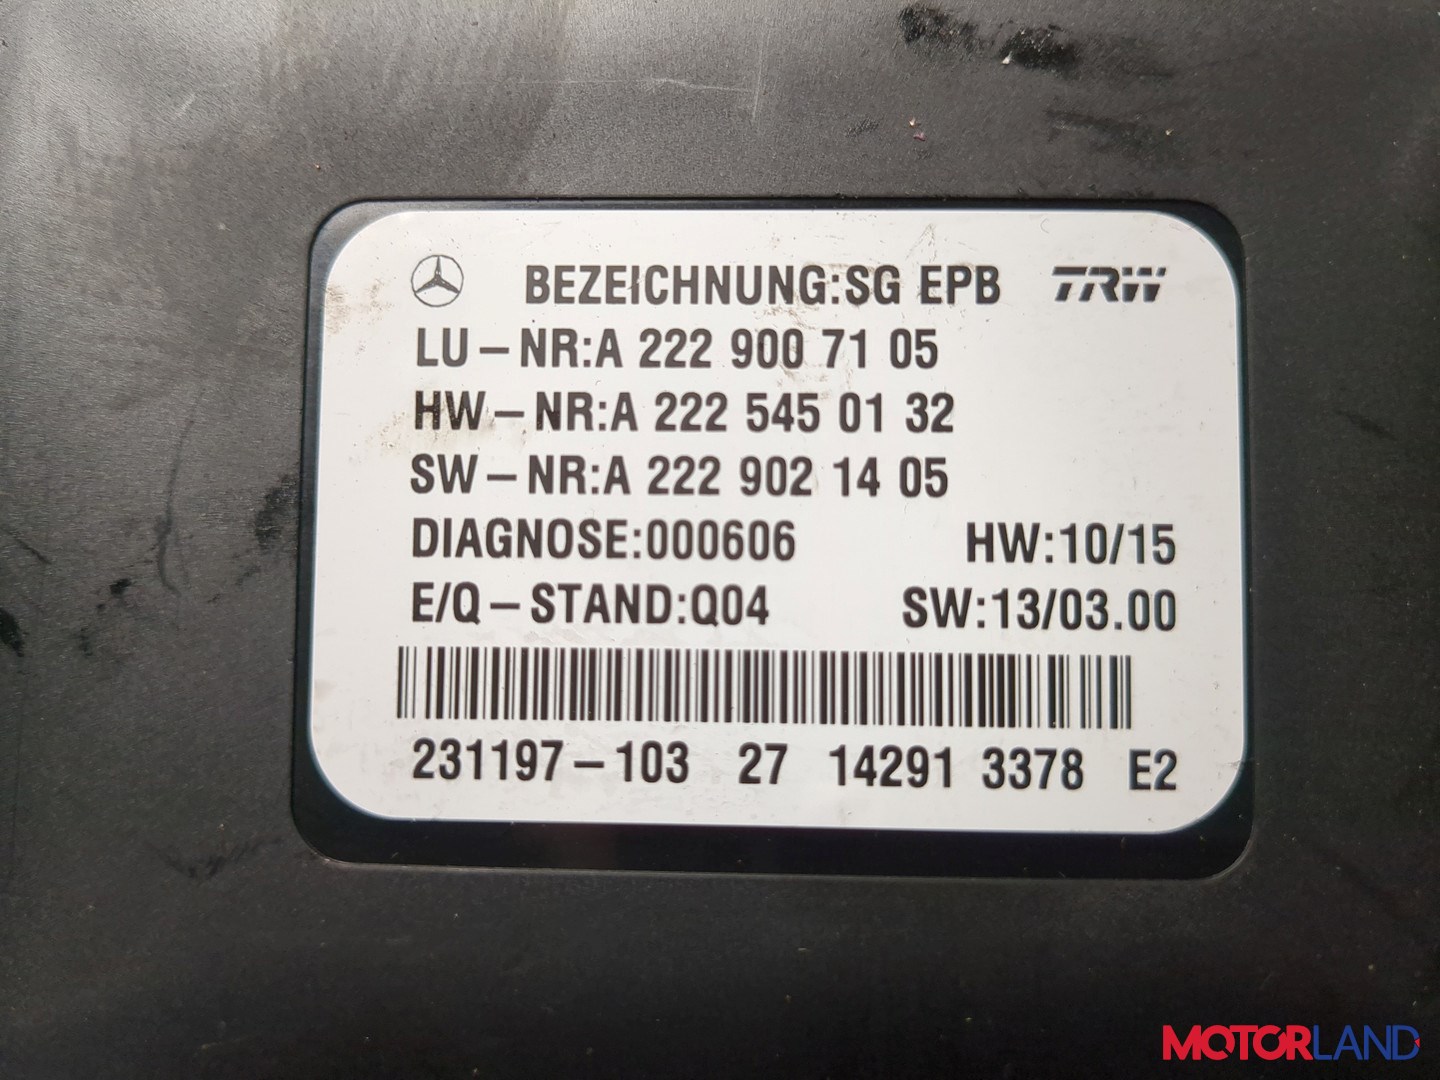 BEZEICHNUNG:SG EPB TRW
LU-NR:A 222 900 71 05
HW-NR:A 222 545 01 32
SW-NR:A 222 902 14 05
DIAGNOSE:000606 HW:10/15
E/Q-STAND:Q04 SW:13/03.00
231197-103 27 14291 3378 E2
MOTORLAND